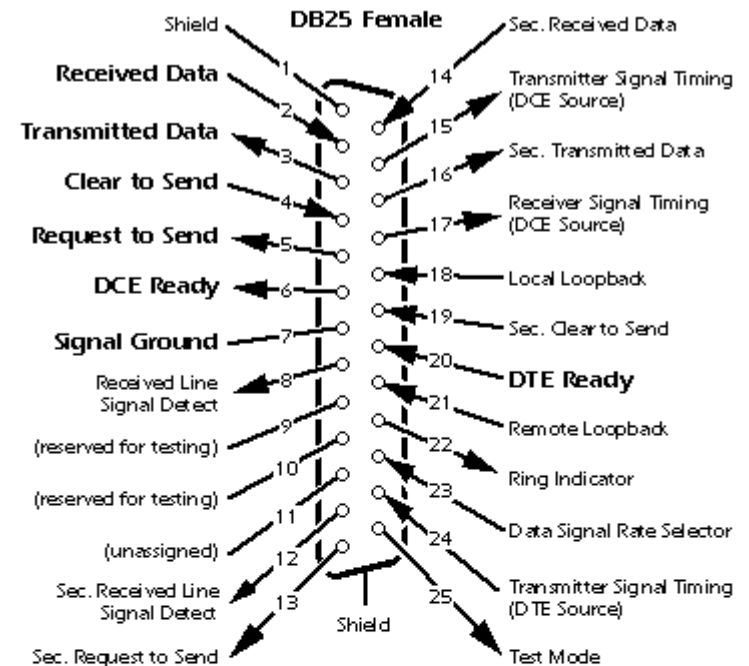 DB25 Female
Shield
Received Data
Transmitted Data
Clear to Send
Request to Send
DCE Ready
Signal Ground
Received Line
Signal Detect
(reserved for testing)
(reserved for testing)
(unassigned)
Sec. Received Line
Signal Detect
Sec. Request to Send
1
2
3
4
5
6
7
8
9
10
11
12
13
14
15
16
17
18
19
20
21
22
23
24
25
Sec. Received Data
Transmitter Signal Timing
(DCE Source)
Sec. Transmitted Data
Receiver Signal Timing
(DCE Source)
Local Loopback
Sec. Clear to Send
DTE Ready
Remote Loopback
Ring Indicator
Data Signal Rate Selector
Transmitter Signal Timing
(DTE Source)
Test Mode
Shield